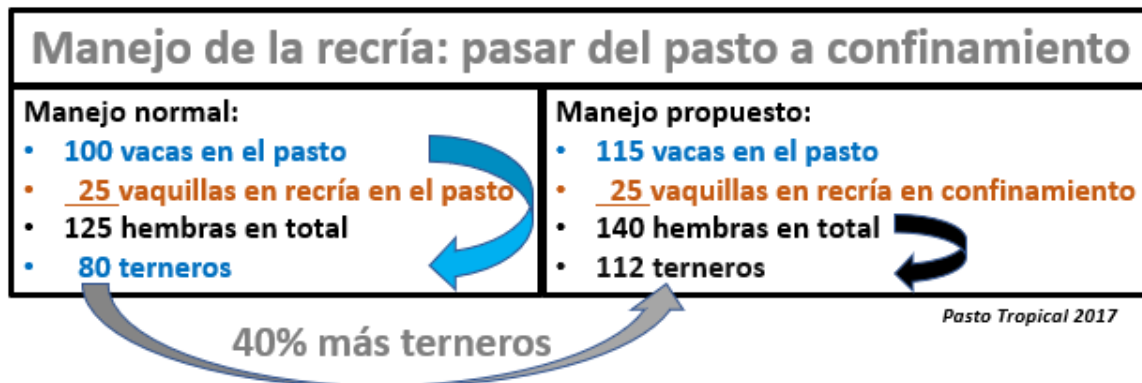 Manejo de la recría: pasar del pasto a confinamiento
Manejo normal:
• 100 vacas en el pasto
• 25 vaquillas en recría en el pasto
• 125 hembras en total
• 80 terneros
Manejo propuesto:
• 115 vacas en el pasto
• 25 vaquillas en recría en confinamiento
• 140 hembras en total
• 112 terneros
Pasto Tropical 2017
40% más terneros